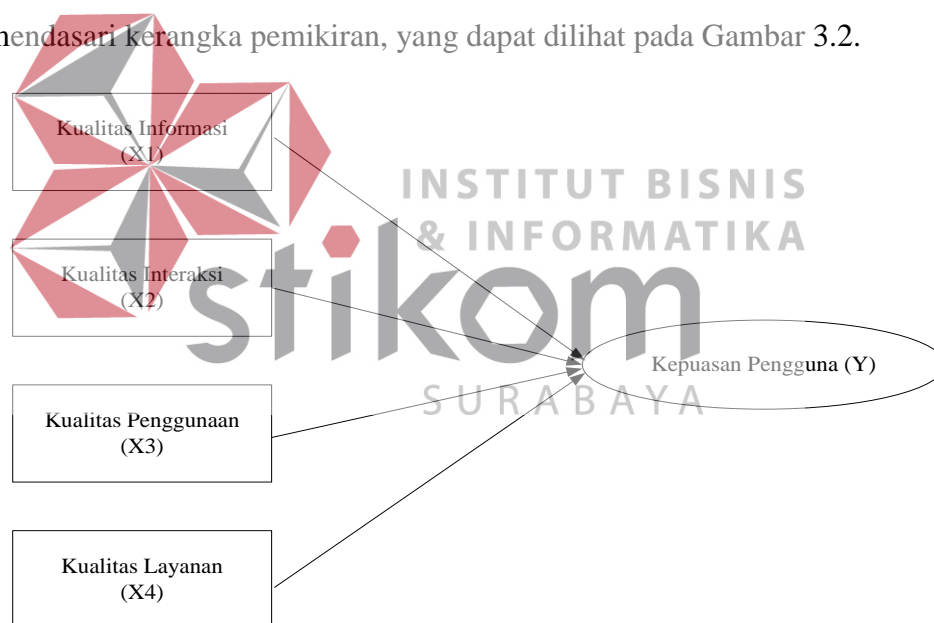 mendasari kerangka pemikiran, yang dapat dilihat pada Gambar 3.2.
Kualitas Informasi
(X1)
INSTITUT BISNIS
& INFORMATIKA
Kualitas Interaksi
(X2)
stikom
Kepuasan Pengguna (Y)
SURABAYA
Kualitas Penggunaan
(X3)
Kualitas Layanan
(X4)